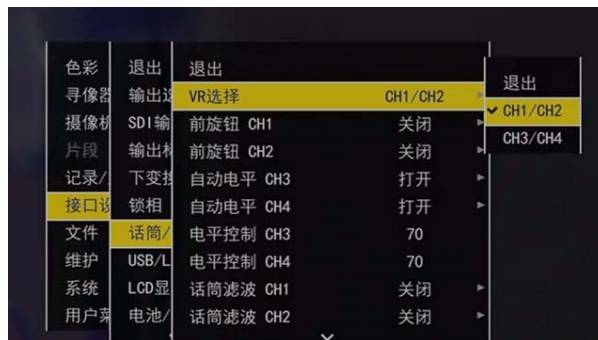 色彩
寻像器
摄像机
片段
记录/
接口设
文件
维护
系统
用户菜
退出
输出选
SDI输
输出
下变换
锁相
话筒/
USB/L
LCD显
电池/
退出
VR选择 CH1/CH2
前旋钮 CH1 关闭
前旋钮 CH2 关闭
自动电平 CH3 打开
自动电平 CH4 打开
电平控制 CH3 70
电平控制 CH4 70
话筒滤波 CH1 关闭
话筒滤波 CH2 关闭
退出
CH1/CH2
CH3/CH4